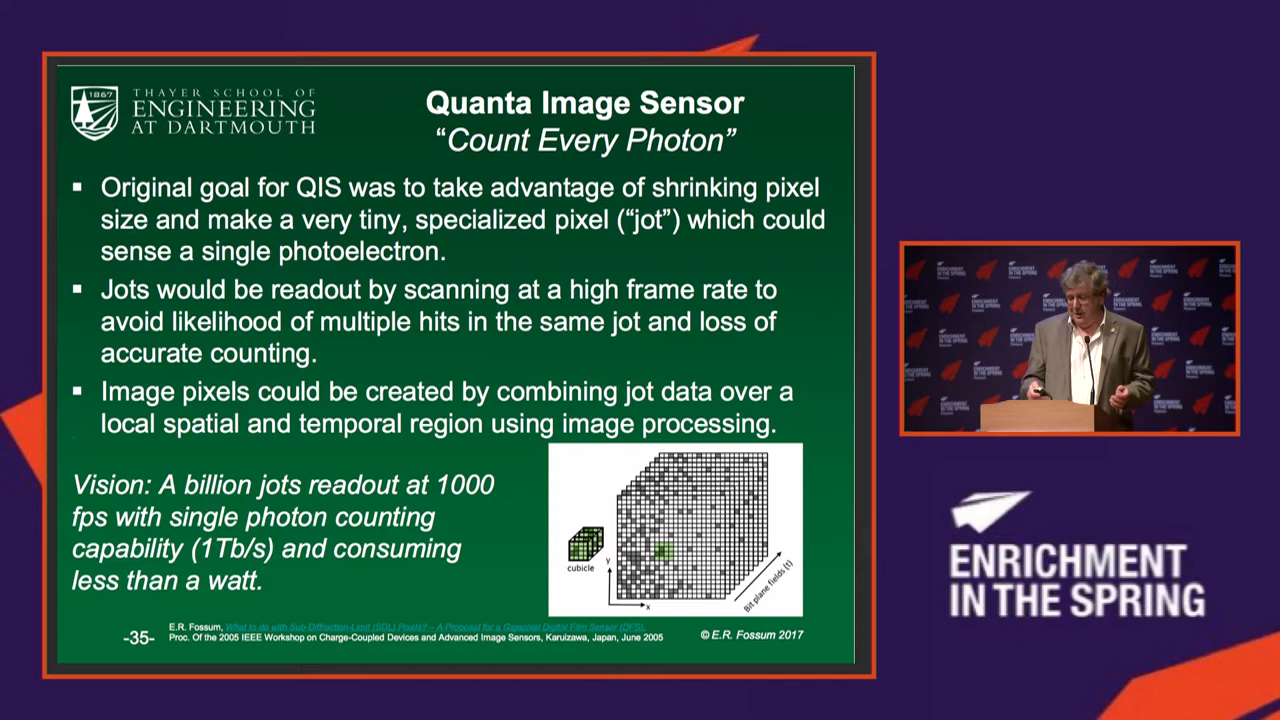 1867
THAYER SCHOOL OF
ENGINEERING
AT DARTMOUTH
Quanta Image Sensor
“Count Every Photon”
▪ Original goal for QIS was to take advantage of shrinking pixel
size and make a very tiny, specialized pixel (“jot”) which could
sense a single photoelectron.
▪ Jots would be readout by scanning at a high frame rate to
avoid likelihood of multiple hits in the same jot and loss of
accurate counting.
▪ Image pixels could be created by combining jot data over a
local spatial and temporal region using image processing.
Vision: A billion jots readout at 1000
fps with single photon counting
capability (1Tb/s) and consuming
less than a watt.
cubicle
y
x
Bit plane fields (t)
-35-
E.R. Fossum, What to do with Sub-Diffraction-Limit (SDL) Pixels? – A Proposal for a Gigapixel Digital Film Sensor (DFS),
Proc. Of the 2005 IEEE Workshop on Charge-Coupled Devices and Advanced Image Sensors, Karuizawa, Japan, June 2005
© E.R. Fossum 2017
ENRICHMENT
IN THE SPRING
ENRICHMENT
IN THE SPRING